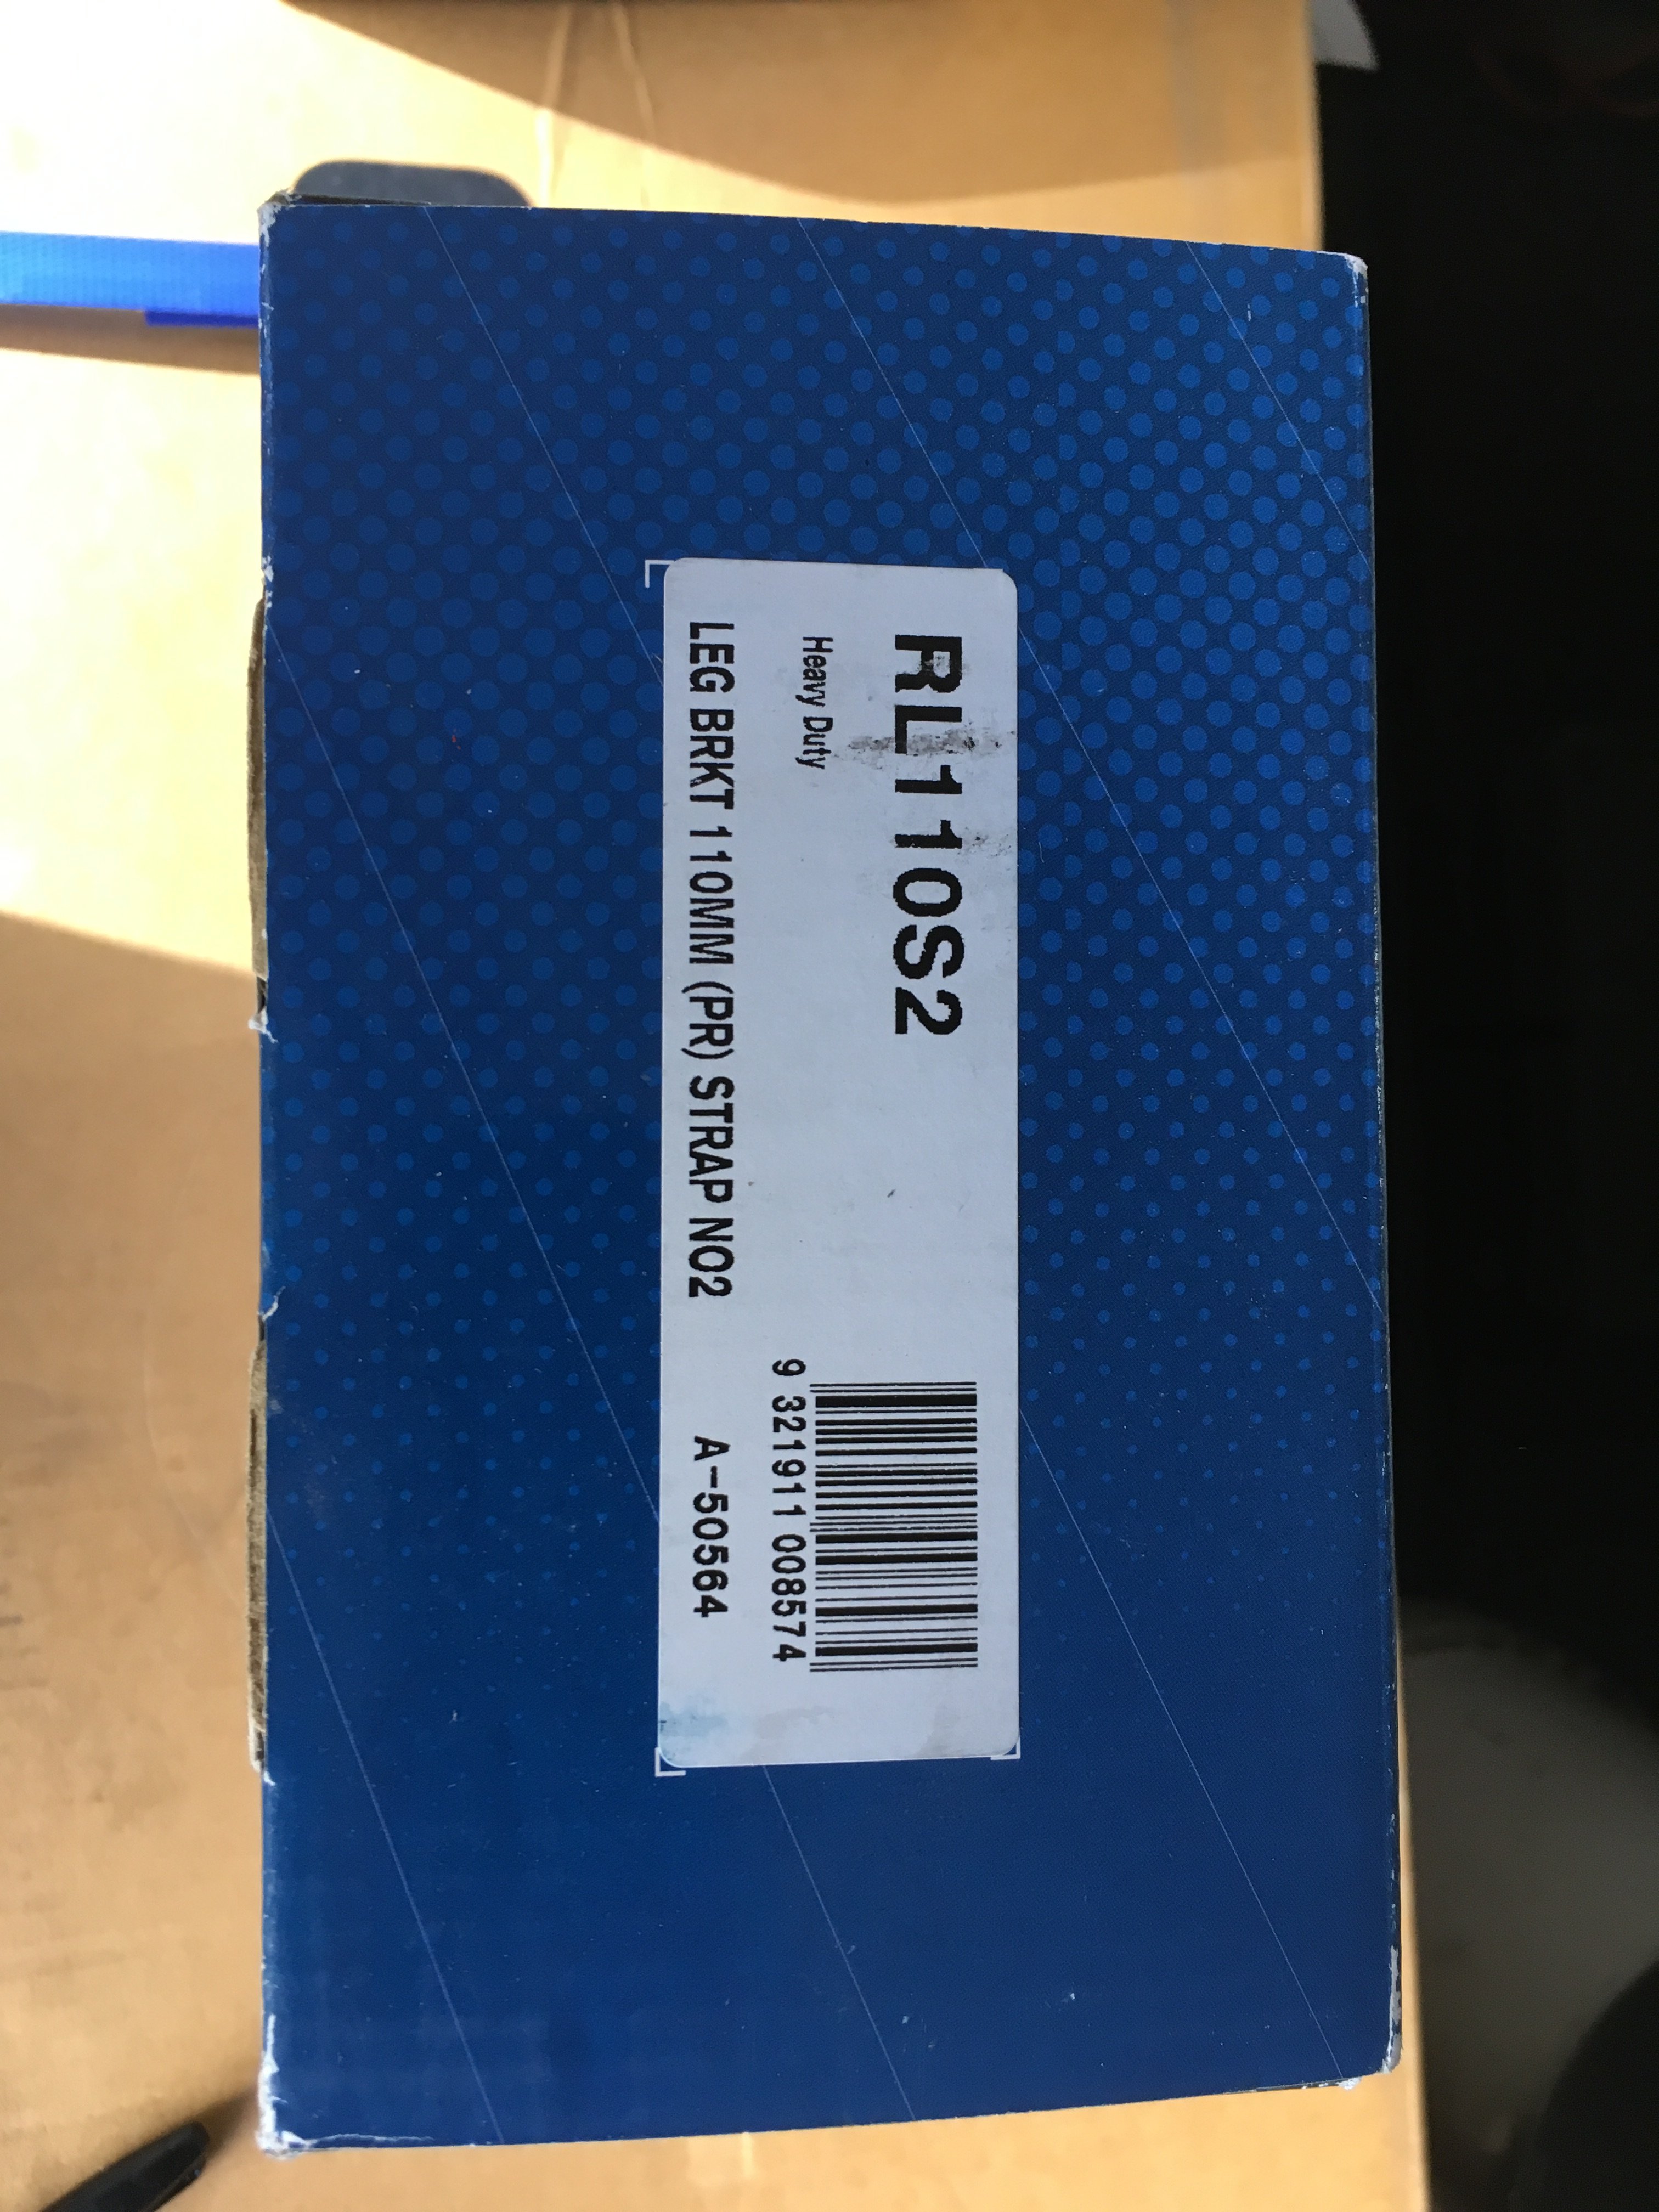 RL110S2
Heavy Duty
9 321911 008574
LEG BRKT 110MM (PR) STRAP NO2
A-50564